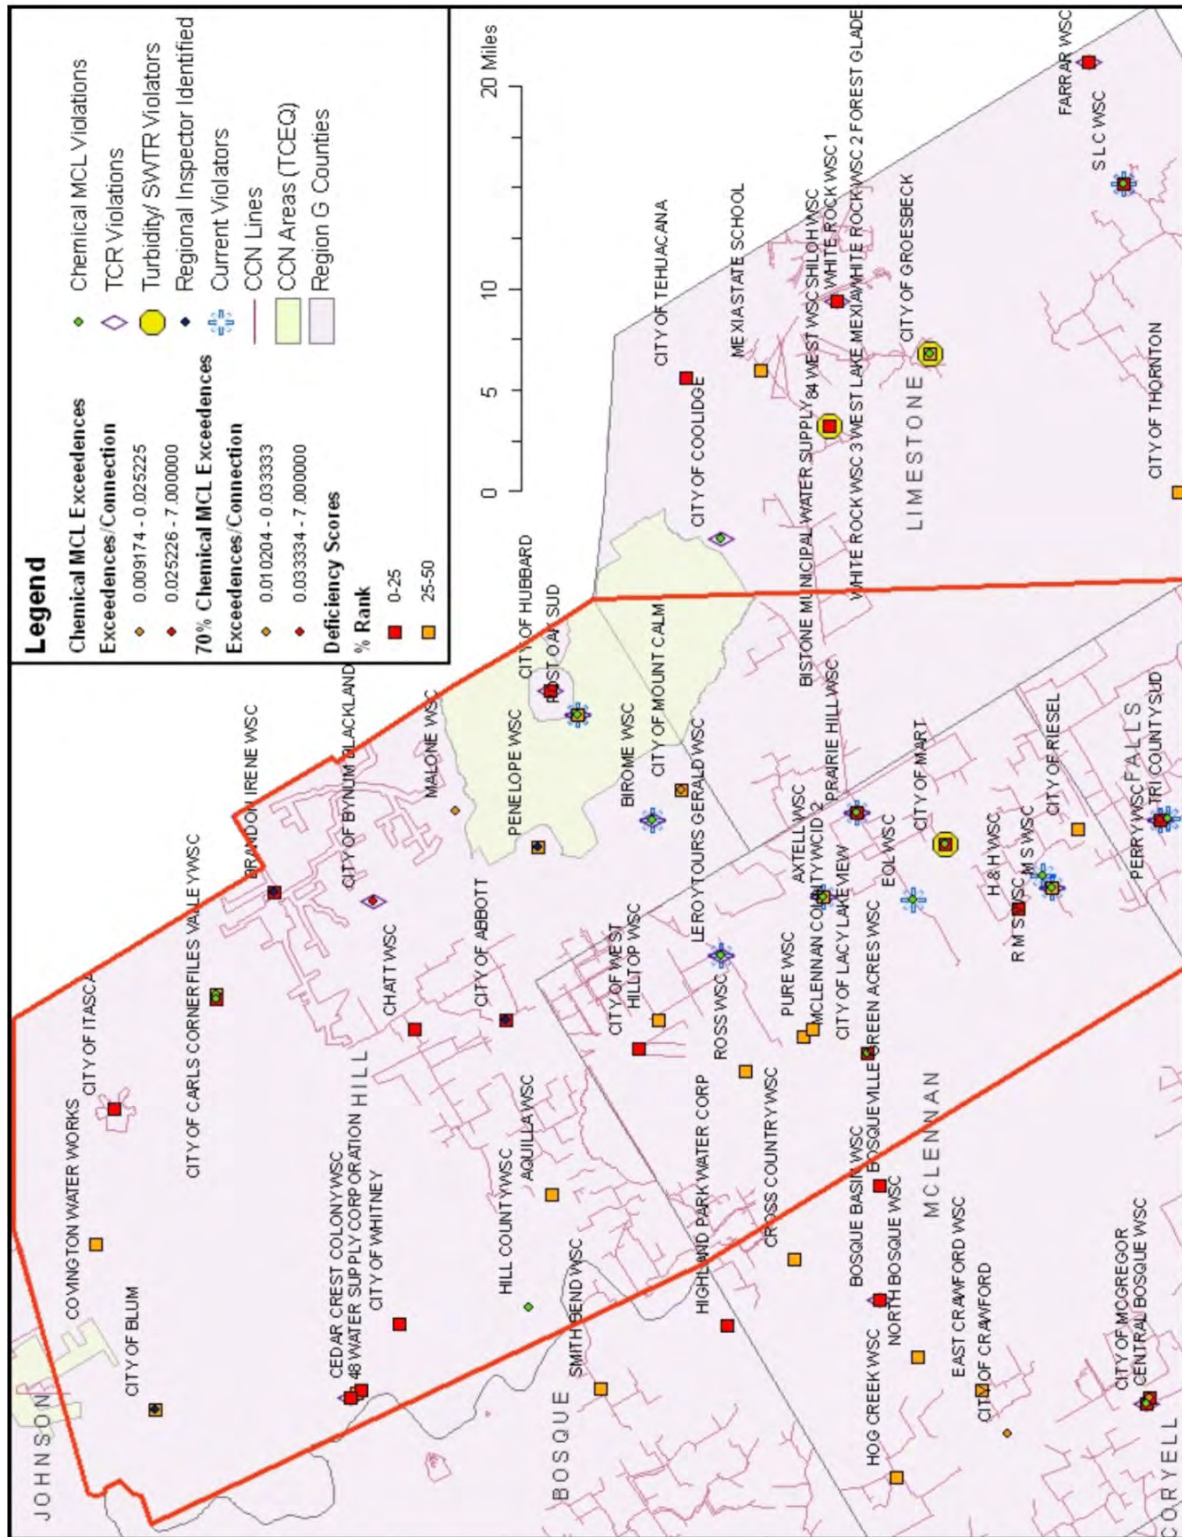 Legend
Chemical MCL Exceedences
Exceedences/Connection
0.009174 - 0.025225
0.025226 - 7.000000
70% Chemical MCL Exceedences
Exceedences/Connection
0.010204 - 0.033333
0.033334 - 7.000000
Deficiency Scores
% Rank
0-25
25-50
Chemical MCL Violations
TCR Violations
Turbidity/ SWTR Violators
Regional Inspector Identified
Current Violators
CCN Lines
CCN Areas (TCEQ)
Region G Counties
0 5 10 20 Miles
JOHNSON
CITY OF BLUM
COVINGTON WATER WORKS
CITY OF ITASCA
CITY OF CARLS CORNER FILES VALLEY WSC
BRANDON IRENE WSC
CITY OF BYNUM BLACKLAND
MALONE WSC
CHATT WSC
HILL
CEDAR CREST COLONY WSC
48 WATER SUPPLY CORPORATION
CITY OF WHITNEY
CITY OF ABBOTT
PENELOPE WSC
CITY OF HUBBARD
POST OAK SUD
HILL COUNTY WSC
AQUILLA WSC
BOSQUE
SMITH BEND WSC
CITY OF WEST
HILLTOP WSC
BIROME WSC
CITY OF MOUNT CALM
LEROY TOURS GERALD WSC
ROSS WSC
CITY OF TEHUACANA
CITY OF COOLIDGE
MEXIA STATE SCHOOL
HIGHLAND PARK WATER CORP
CROSS COUNTRY WSC
PURE WSC
AXTELL WSC
MCLENNAN COUNTY WCID 2
CITY OF LACY LAKEVIEW
PRAIRIE HILL WSC
BISTONE MUNICIPAL WATER SUPPLY 84 WEST WSC SHILOH WSC
WHITE ROCK WSC 1
WHITE ROCK WSC 3 WEST LAKE MEXIA WHITE ROCK WSC 2 FOREST GLADE
BOSQUE BASIN WSC
BOSQUEVILLE GREEN ACRES WSC
EOL WSC
CITY OF MART
CITY OF GROESBECK
LIMESTONE
HOG CREEK WSC
NORTH BOSQUE WSC
MCLENNAN
EAST CRAWFORD WSC
CITY OF CRAWFORD
H & H WSC
R M S WSC
M S WSC
CITY OF RIESEL
FARRAR WSC
S L C WSC
CITY OF MCGREGOR
CENTRAL BOSQUE WSC
PERRY WSC
FALLS
TRI COUNTY SUD
CITY OF THORNTON
CORYELL